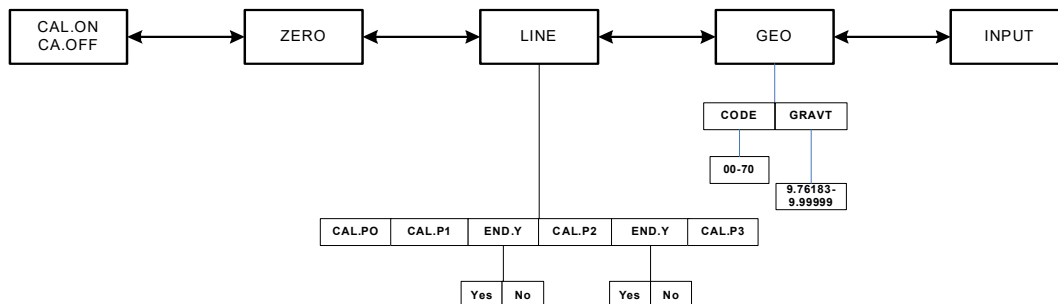 CAL.ON
CA.OFF
ZERO
LINE
GEO
INPUT
CODE GRAVT
00-70
9.76183-
9.99999
CAL.PO CAL.P1 END.Y CAL.P2 END.Y CAL.P3
Yes No Yes No